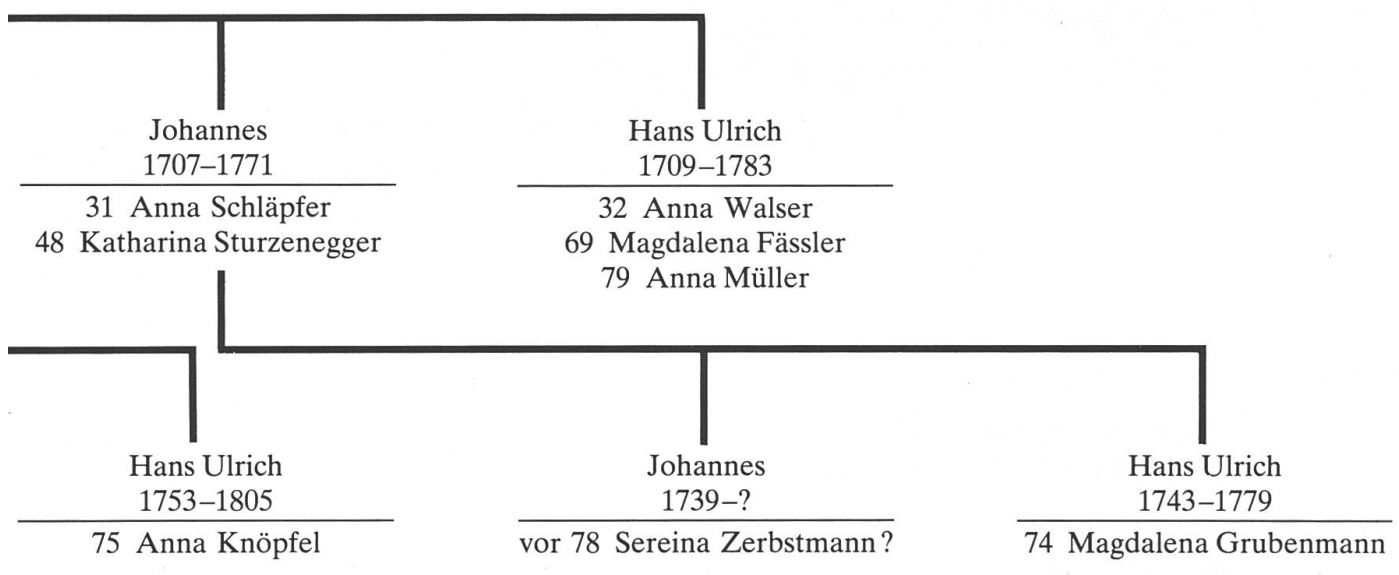 Johannes
1707–1771
31 Anna Schläpfer
48 Katharina Sturzenegger
Hans Ulrich
1709–1783
32 Anna Walser
69 Magdalena Fässler
79 Anna Müller
Hans Ulrich
1753–1805
75 Anna Knöpfel
Johannes
1739–?
vor 78 Sereina Zerbstmann?
Hans Ulrich
1743–1779
74 Magdalena Grubenmann